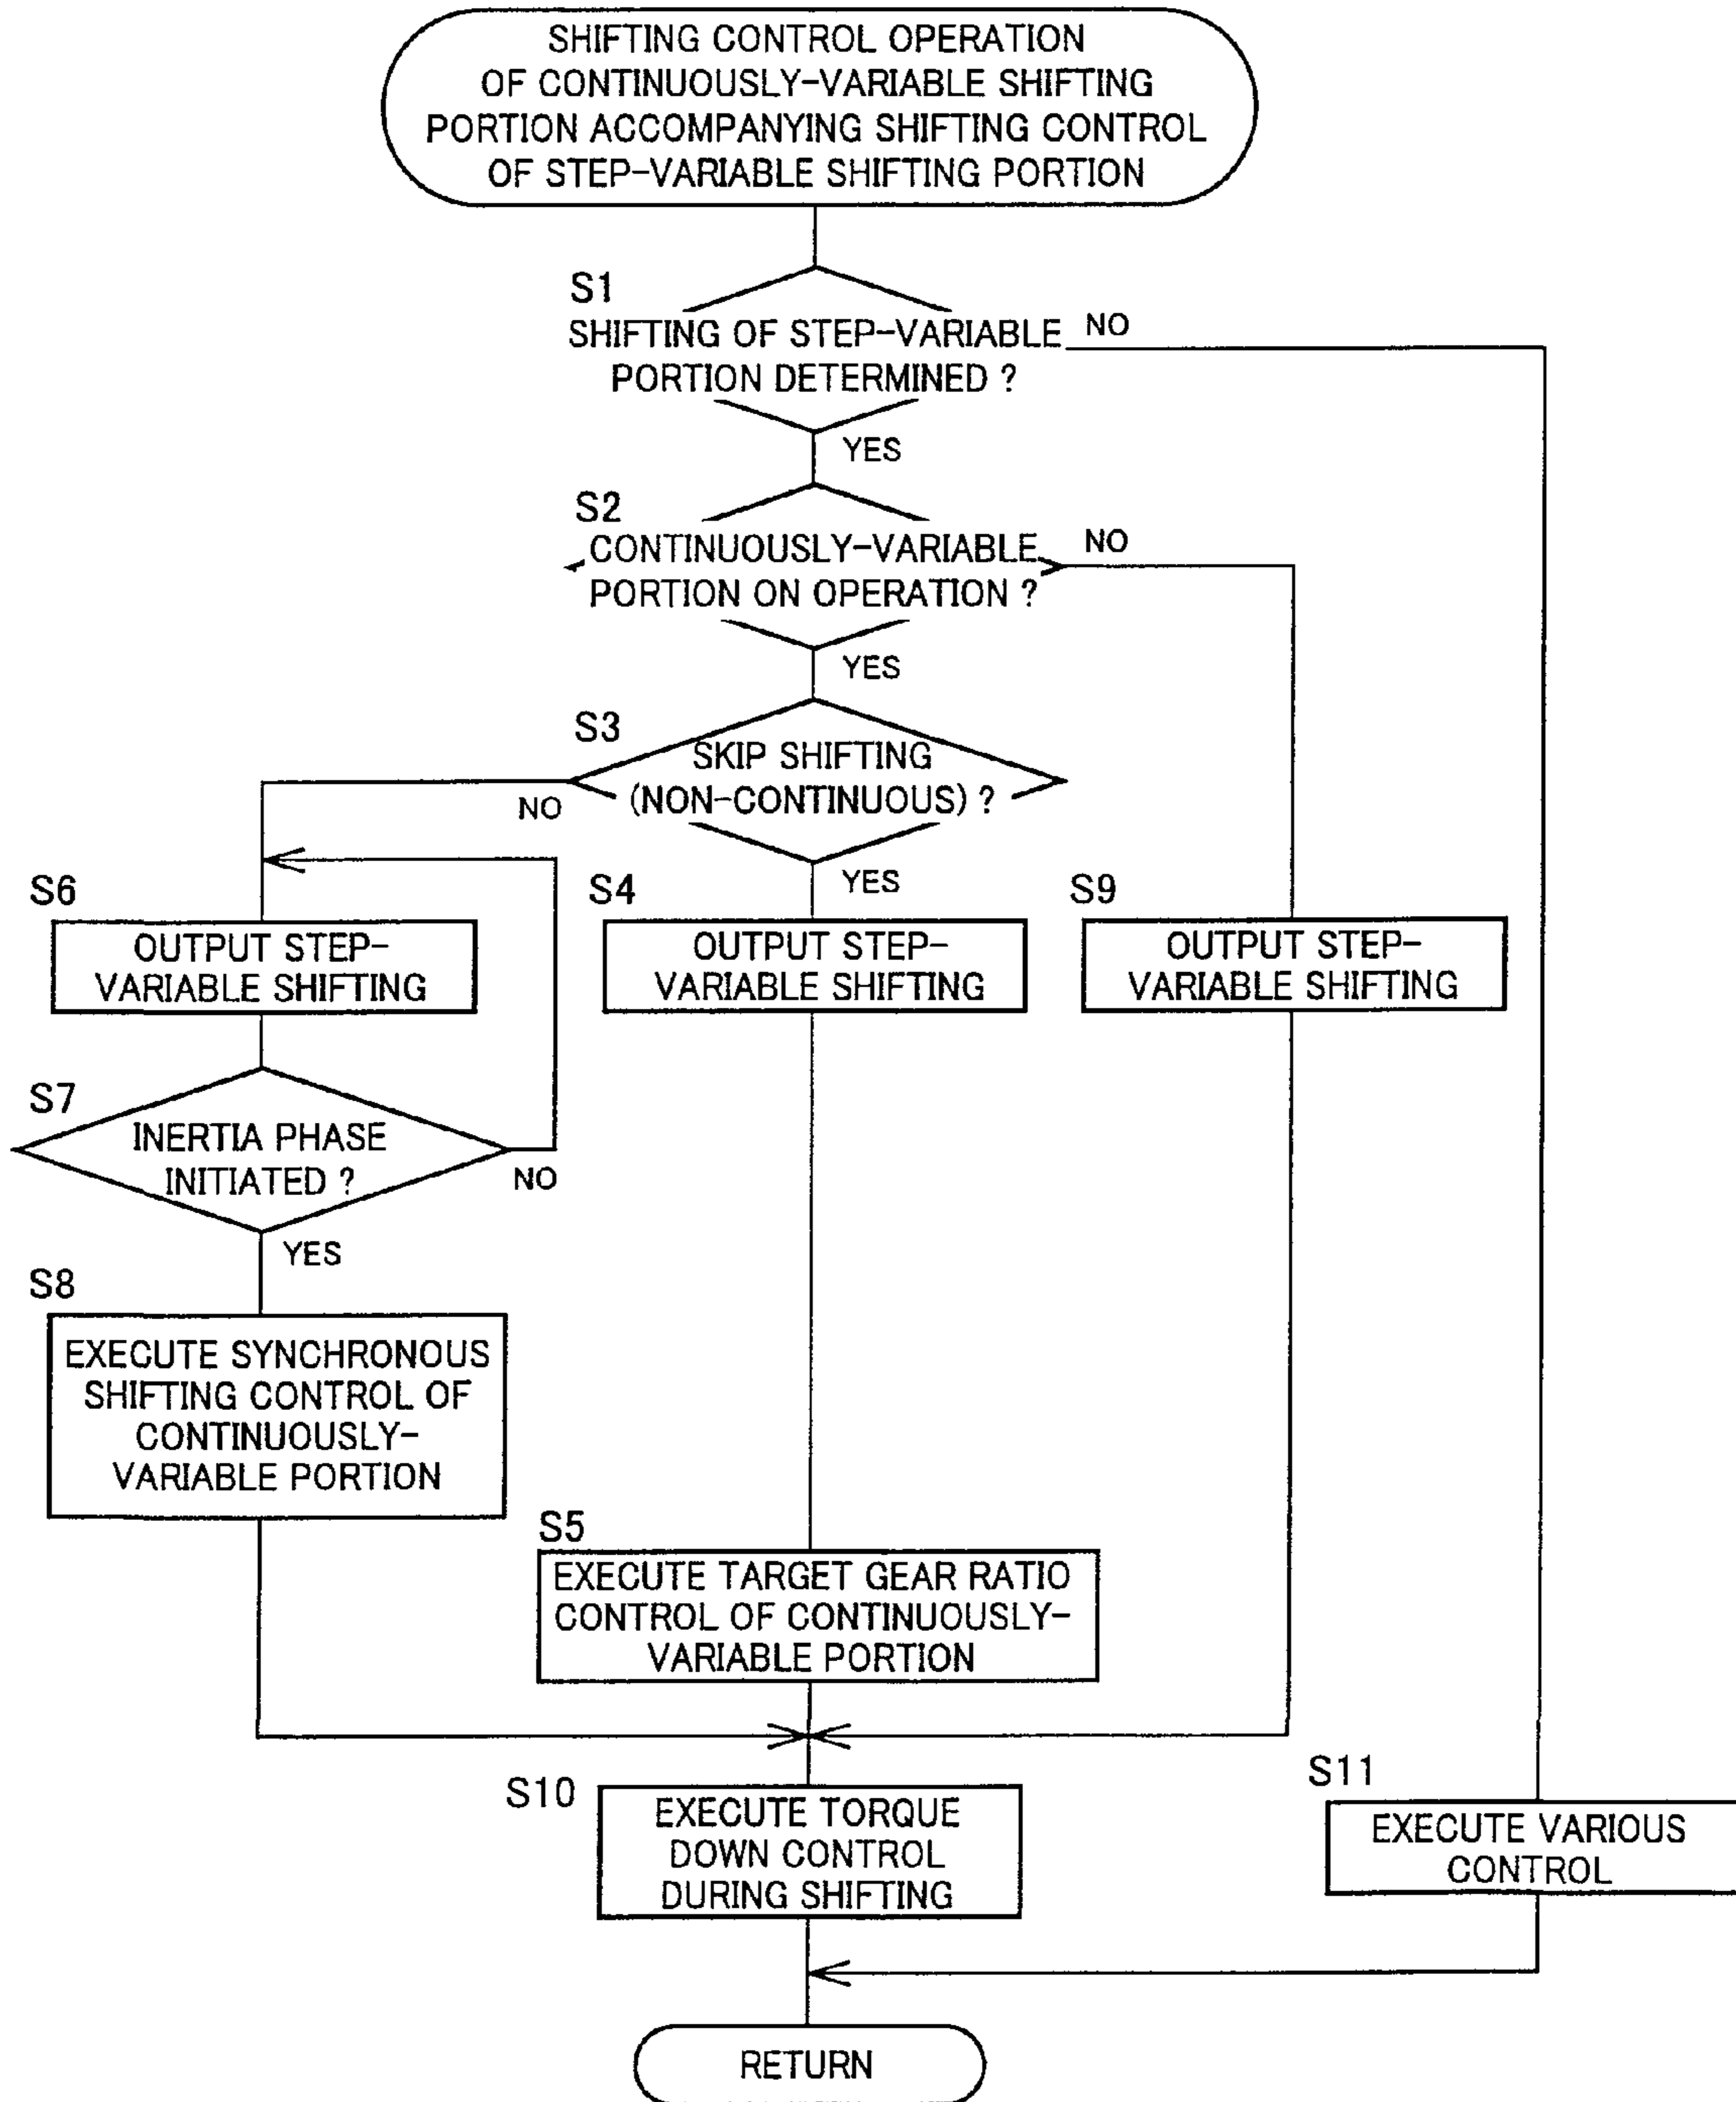 SHIFTING CONTROL OPERATION
OF CONTINUOUSLY-VARIABLE SHIFTING
PORTION ACCOMPANYING SHIFTING CONTROL
OF STEP-VARIABLE SHIFTING PORTION
S1
SHIFTING OF STEP-VARIABLE
PORTION DETERMINED ?
NO
YES
S2
CONTINUOUSLY-VARIABLE
PORTION ON OPERATION ?
NO
YES
S3
SKIP SHIFTING
(NON-CONTINUOUS) ?
NO
YES
S6
OUTPUT STEP-
VARIABLE SHIFTING
S4
OUTPUT STEP-
VARIABLE SHIFTING
S9
OUTPUT STEP-
VARIABLE SHIFTING
S7
INERTIA PHASE
INITIATED ?
NO
YES
S8
EXECUTE SYNCHRONOUS
SHIFTING CONTROL OF
CONTINUOUSLY-
VARIABLE PORTION
S5
EXECUTE TARGET GEAR RATIO
CONTROL OF CONTINUOUSLY-
VARIABLE PORTION
S10
EXECUTE TORQUE
DOWN CONTROL
DURING SHIFTING
S11
EXECUTE VARIOUS
CONTROL
RETURN